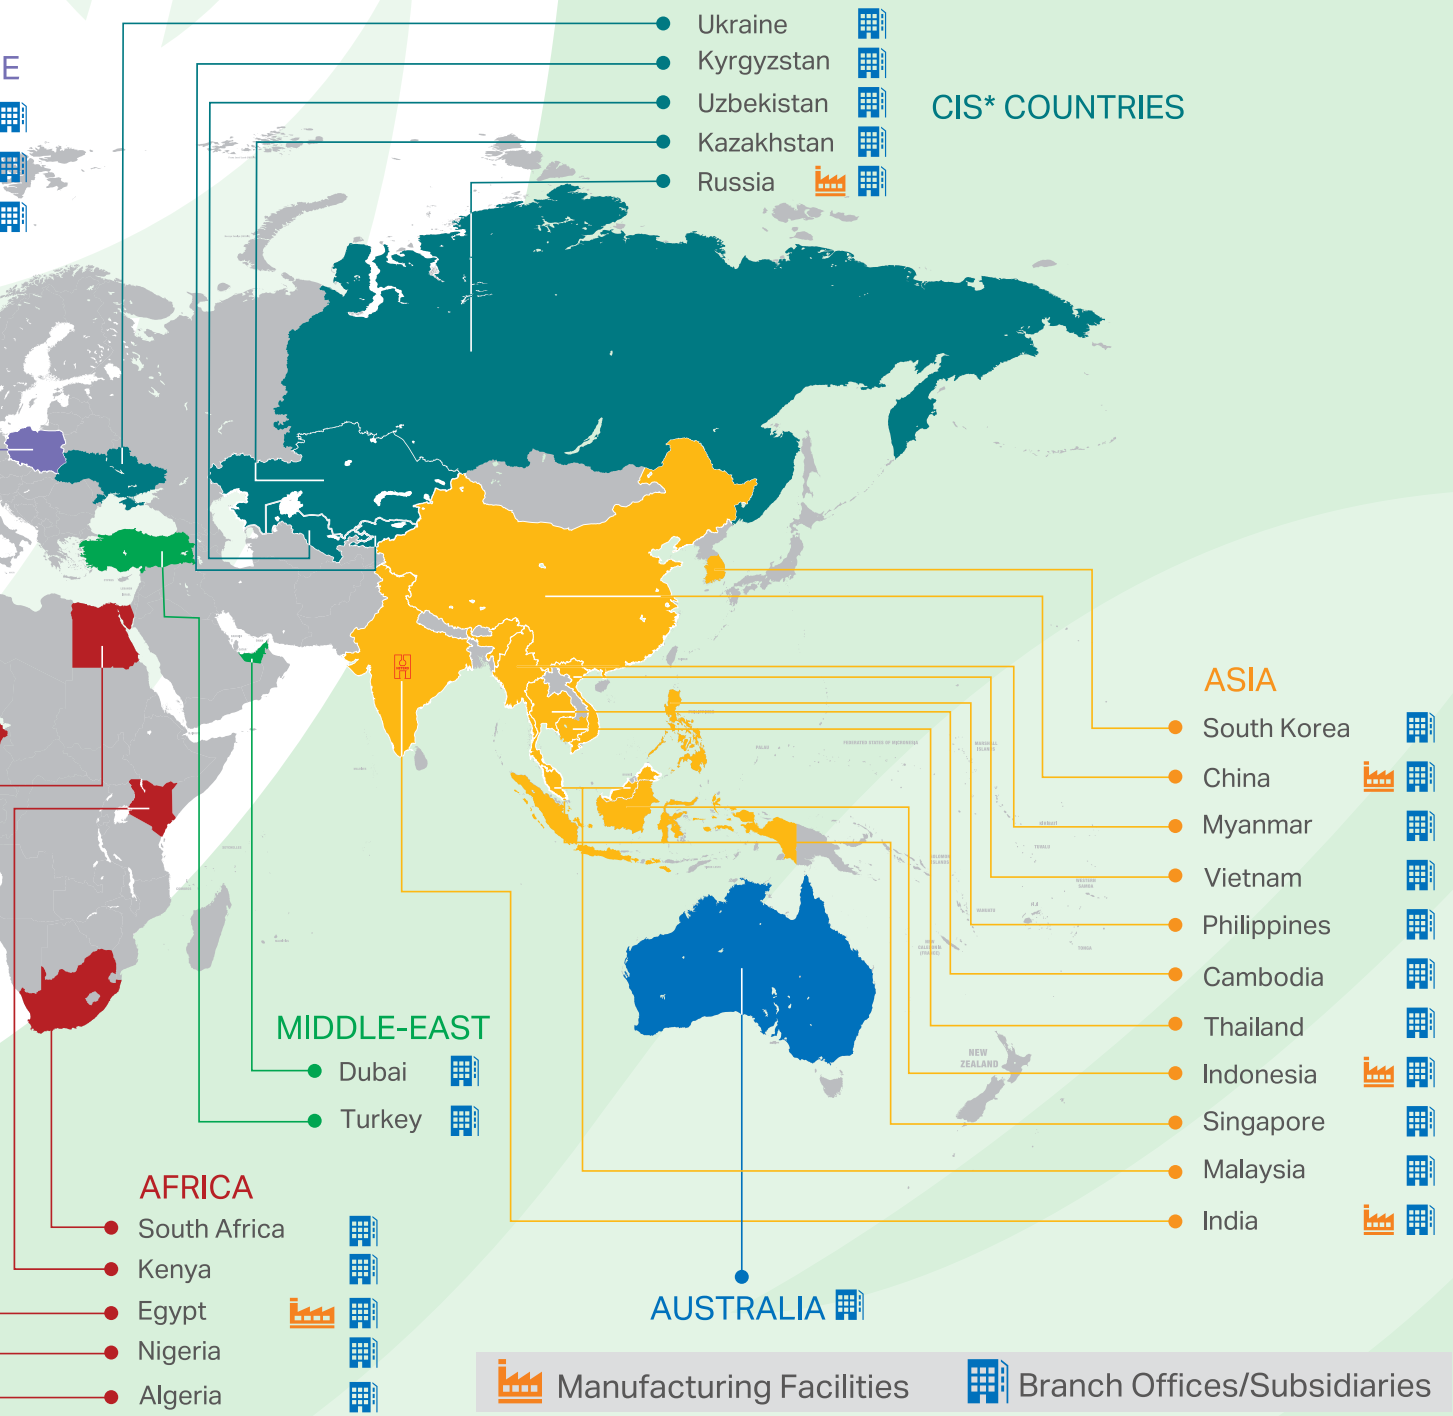 E
Ukraine
Kyrgyzstan
Uzbekistan
Kazakhstan
Russia
CIS* COUNTRIES
ASIA
South Korea
China
Myanmar
Vietnam
Philippines
Cambodia
Thailand
Indonesia
Singapore
Malaysia
India
NEW
ZEALAND
MIDDLE-EAST
Dubai
Turkey
AFRICA
South Africa
Kenya
Egypt
Nigeria
Algeria
AUSTRALIA
Manufacturing Facilities
Branch Offices/Subsidiaries